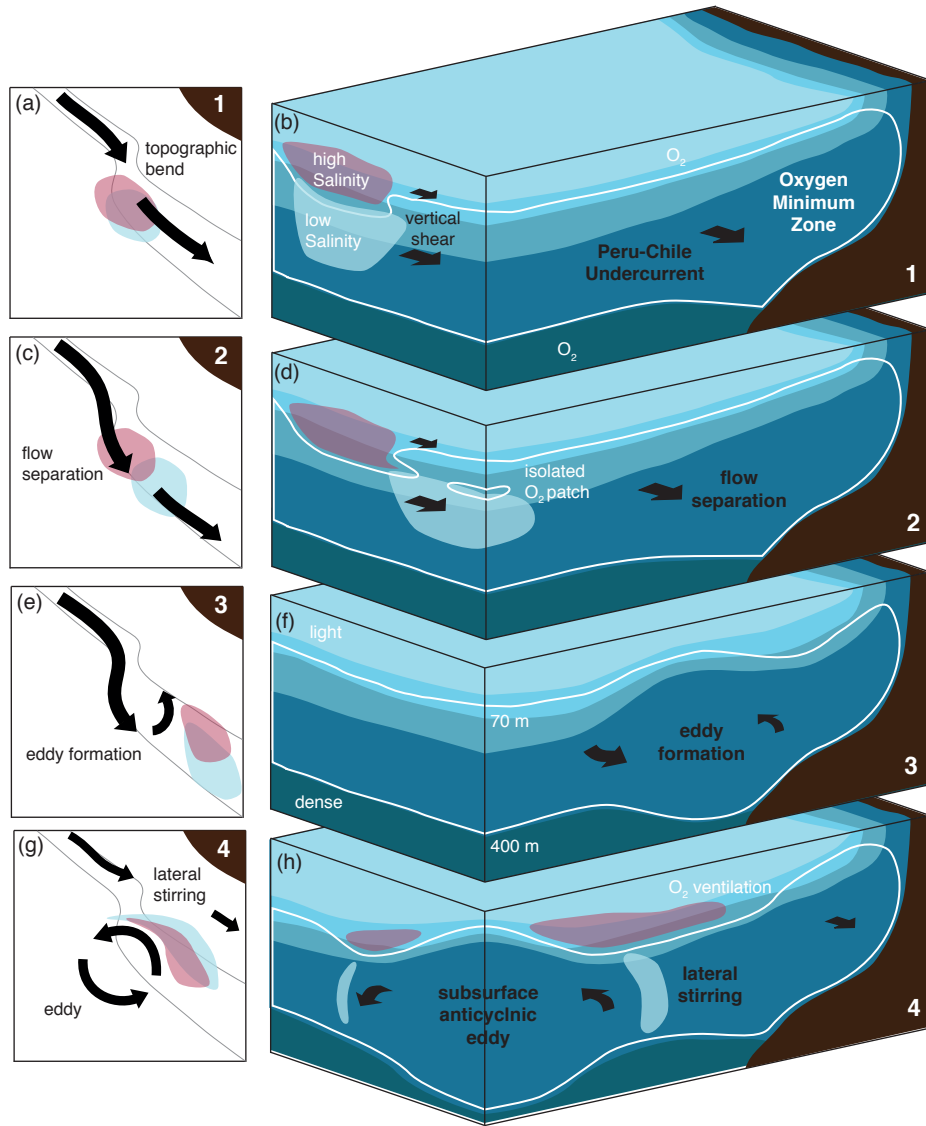 (a)
1
topographic
bend
(b)
high
Salinity
low
Salinity
vertical
shear
O₂
Oxygen
Minimum
Zone
Peru-Chile
Undercurrent
O₂
1
(c)
2
flow
separation
(d)
isolated
O₂ patch
flow
separation
2
(e)
3
eddy formation
(f)
light
70 m
eddy
formation
dense
400 m
3
(g)
4
lateral
stirring
eddy
(h)
O₂ ventilation
lateral
stirring
subsurface
anticyclnic
eddy
4